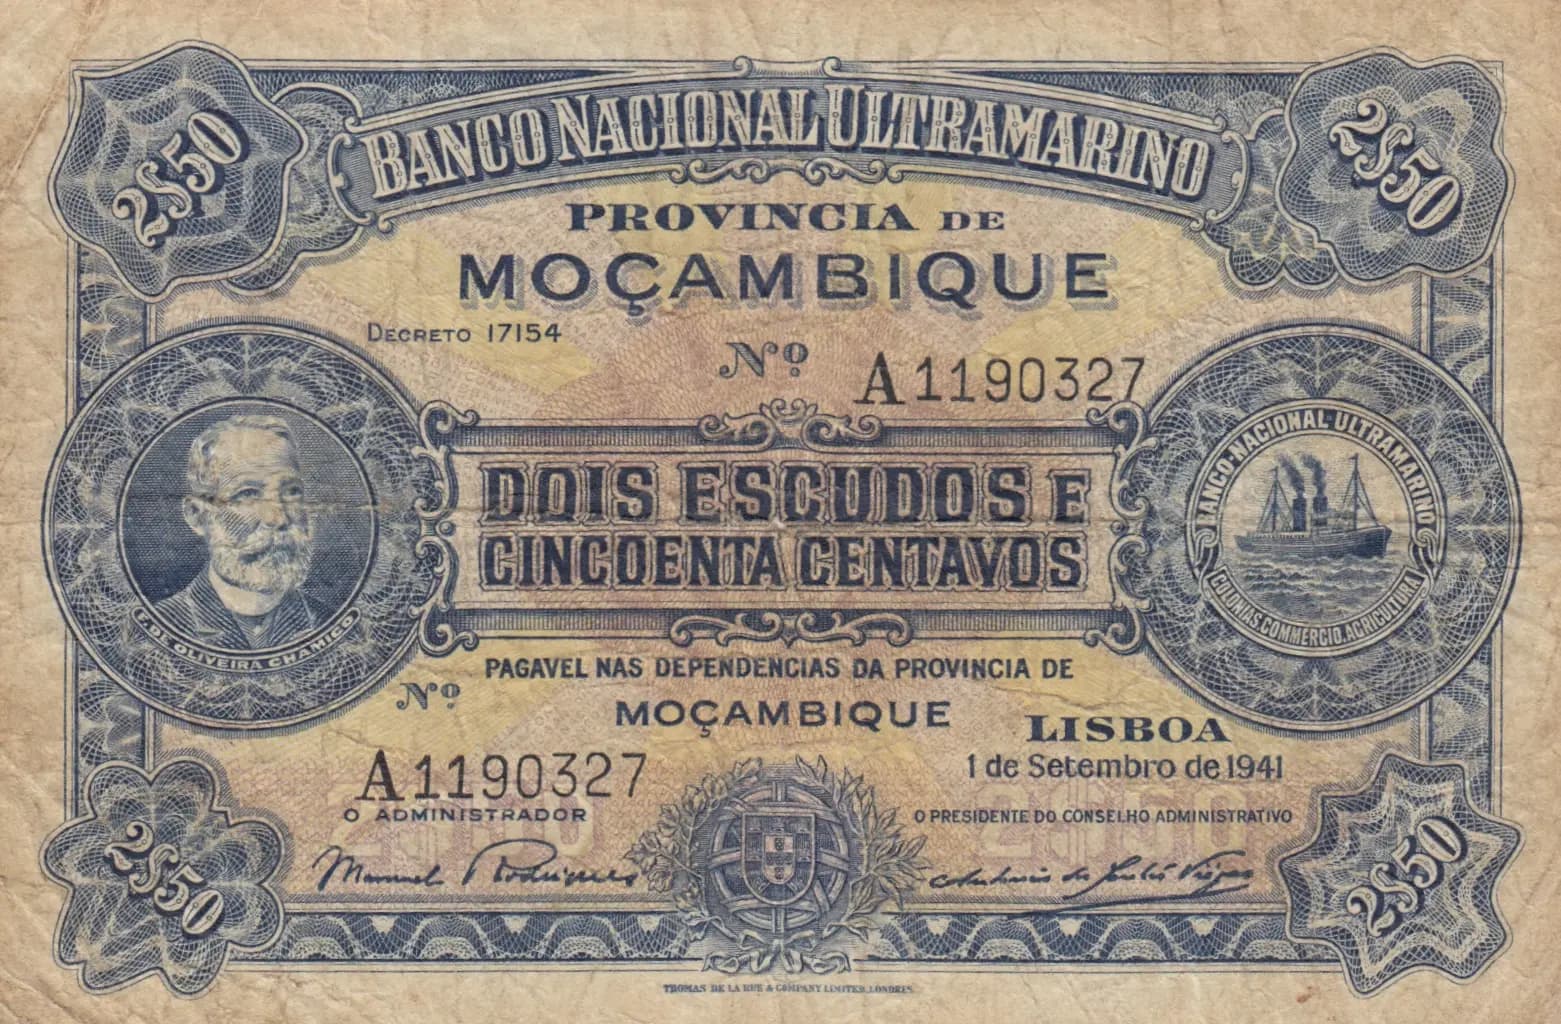 2$50
BANCO NACIONAL ULTRAMARINO
2$50
PROVINCIA DE
MOÇAMBIQUE
DECRETO 17154
Nº
A1190327
DOIS ESCUDOS E
CINCOENTA CENTAVOS
F. DE OLIVEIRA CHAMIÇO
BANCO-NACIONAL ULTRAMARINO
COLONIAS COMMERCIO, AGRICULTURA
PAGAVEL NAS DEPENDENCIAS DA PROVINCIA DE
MOÇAMBIQUE
Nº
A1190327
LISBOA
1 de Setembro de 1941
O ADMINISTRADOR
O PRESIDENTE DO CONSELHO ADMINISTRATIVO
Manuel Rodrigues
2$50
2$50
THOMAS DE LA RUE & COMPANY LIMITED, LONDRES.